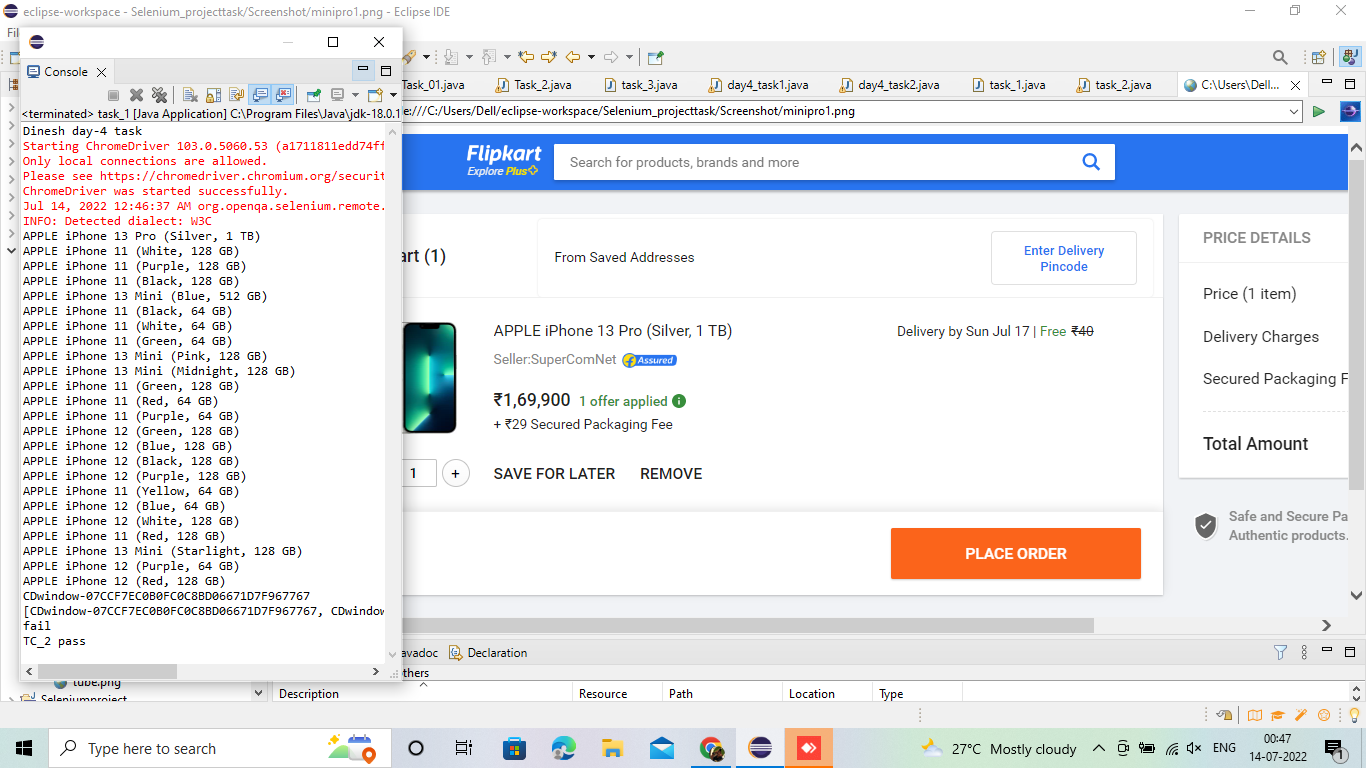 eclipse-workspace - Selenium_projecttask/Screenshot/minipro1.png - Eclipse IDE
Console
<terminated> task_1 [Java Application] C:\Program Files\Java\jdk-18.0.1
Dinesh day-4 task
Starting ChromeDriver 103.0.5060.53 (a1711811edd74ff
Only local connections are allowed.
Please see https://chromedriver.chromium.org/securit
ChromeDriver was started successfully.
Jul 14, 2022 12:46:37 AM org.openqa.selenium.remote.
INFO: Detected dialect: W3C
APPLE iPhone 13 Pro (Silver, 1 TB)
APPLE iPhone 11 (White, 128 GB)
APPLE iPhone 11 (Purple, 128 GB)
APPLE iPhone 11 (Black, 128 GB)
APPLE iPhone 13 Mini (Blue, 512 GB)
APPLE iPhone 11 (Black, 64 GB)
APPLE iPhone 11 (White, 64 GB)
APPLE iPhone 11 (Green, 64 GB)
APPLE iPhone 13 Mini (Pink, 128 GB)
APPLE iPhone 13 Mini (Midnight, 128 GB)
APPLE iPhone 11 (Green, 128 GB)
APPLE iPhone 11 (Red, 64 GB)
APPLE iPhone 11 (Purple, 64 GB)
APPLE iPhone 12 (Green, 128 GB)
APPLE iPhone 12 (Blue, 128 GB)
APPLE iPhone 12 (Black, 128 GB)
APPLE iPhone 12 (Purple, 128 GB)
APPLE iPhone 11 (Yellow, 64 GB)
APPLE iPhone 12 (Blue, 64 GB)
APPLE iPhone 12 (White, 128 GB)
APPLE iPhone 11 (Red, 128 GB)
APPLE iPhone 13 Mini (Starlight, 128 GB)
APPLE iPhone 12 (Purple, 64 GB)
APPLE iPhone 12 (Red, 128 GB)
CDwindow-07CCF7EC0B0FC0C8BD06671D7F967767
[CDwindow-07CCF7EC0B0FC0C8BD06671D7F967767, CDwindow
fail
TC_2 pass
Task_01.java Task_2.java task_3.java day4_task1.java day4_task2.java task_1.java task_2.java C:\Users\Dell...
e:///C:/Users/Dell/eclipse-workspace/Selenium_projecttask/Screenshot/minipro1.png
Flipkart
Explore Plus
Search for products, brands and more
art (1)
From Saved Addresses
Enter Delivery
Pincode
APPLE iPhone 13 Pro (Silver, 1 TB)
Seller:SuperComNet Assured
₹1,69,900 1 offer applied
+ ₹29 Secured Packaging Fee
Delivery by Sun Jul 17 | Free ₹40
1 +
SAVE FOR LATER REMOVE
PLACE ORDER
PRICE DETAILS
Price (1 item)
Delivery Charges
Secured Packaging F
Total Amount
Safe and Secure Pa
Authentic products.
avadoc Declaration
thers
Description Resource Path Location Type
tube.png
Seleniumproject
Type here to search
27°C Mostly cloudy
ENG
00:47
14-07-2022
1